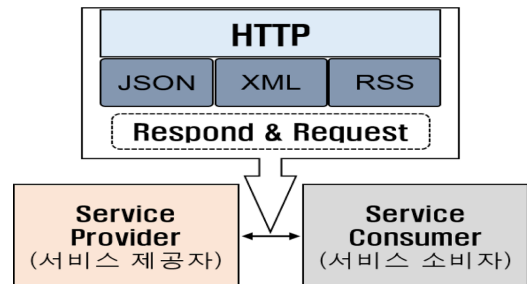 HTTP
JSON XML RSS
Respond & Request
Service
Provider
(서비스 제공자)
Service
Consumer
(서비스 소비자)